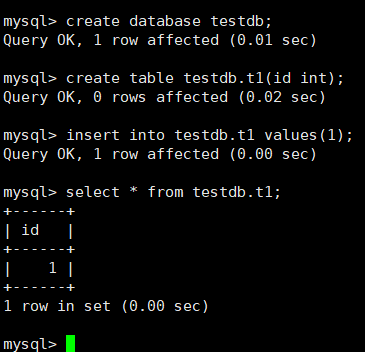 mysql> create database testdb;
Query OK, 1 row affected (0.01 sec)
mysql> create table testdb.t1(id int);
Query OK, 0 rows affected (0.02 sec)
mysql> insert into testdb.t1 values(1);
Query OK, 1 row affected (0.00 sec)
mysql> select * from testdb.t1;
+------+
| id   |
+------+
|    1 |
+------+
1 row in set (0.00 sec)
mysql>